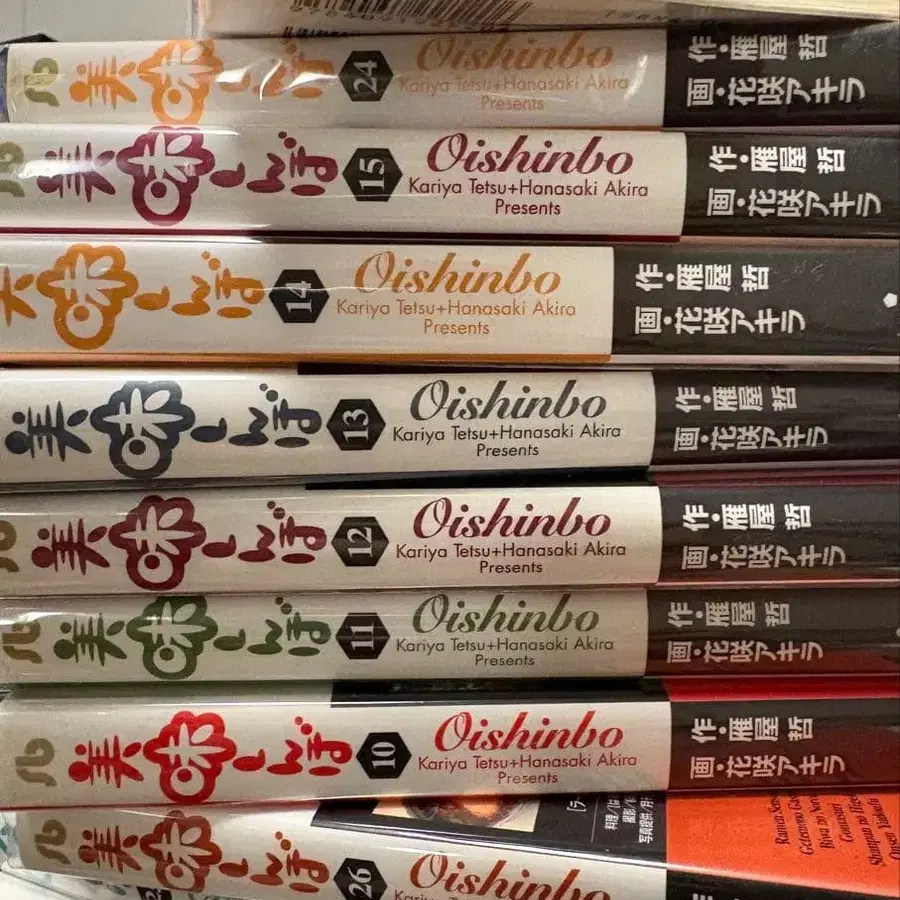 美味しんぼ 24 Oishinbo
Kariya Tetsu+Hanasaki Akira
Presents
作・雁屋 哲
画・花咲アキラ
美味しんぼ 15 Oishinbo
Kariya Tetsu+Hanasaki Akira
Presents
作・雁屋 哲
画・花咲アキラ
美味しんぼ 14 Oishinbo
Kariya Tetsu+Hanasaki Akira
Presents
作・雁屋 哲
画・花咲アキラ
美味しんぼ 13 Oishinbo
Kariya Tetsu+Hanasaki Akira
Presents
作・雁屋 哲
画・花咲アキラ
美味しんぼ 12 Oishinbo
Kariya Tetsu+Hanasaki Akira
Presents
作・雁屋 哲
画・花咲アキラ
美味しんぼ 11 Oishinbo
Kariya Tetsu+Hanasaki Akira
Presents
作・雁屋 哲
画・花咲アキラ
美味しんぼ 10 Oishinbo
Kariya Tetsu+Hanasaki Akira
Presents
作・雁屋 哲
画・花咲アキラ
美味しんぼ 26 Oishinbo